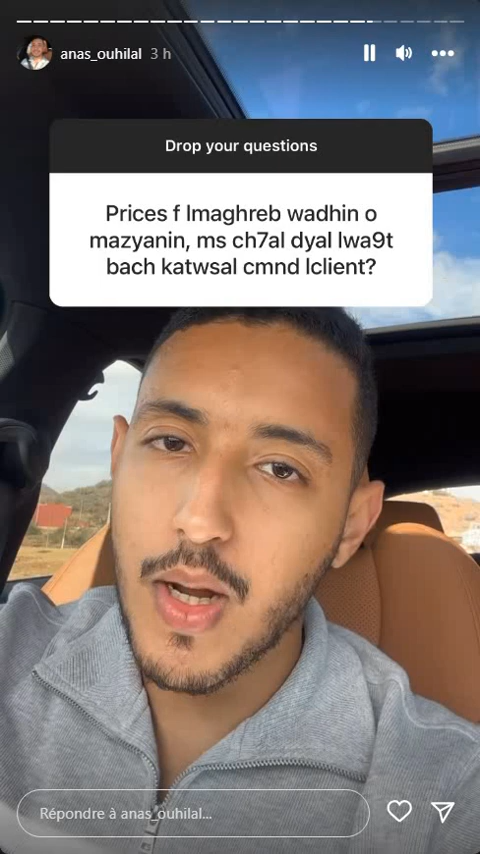 anas_ouhilal 3 h
Drop your questions
Prices f lmaghreb wadhin o
mazyanin, ms ch7al dyal lwa9t
bach katwsal cmnd lclient?
Répondre à anas_ouhilal...